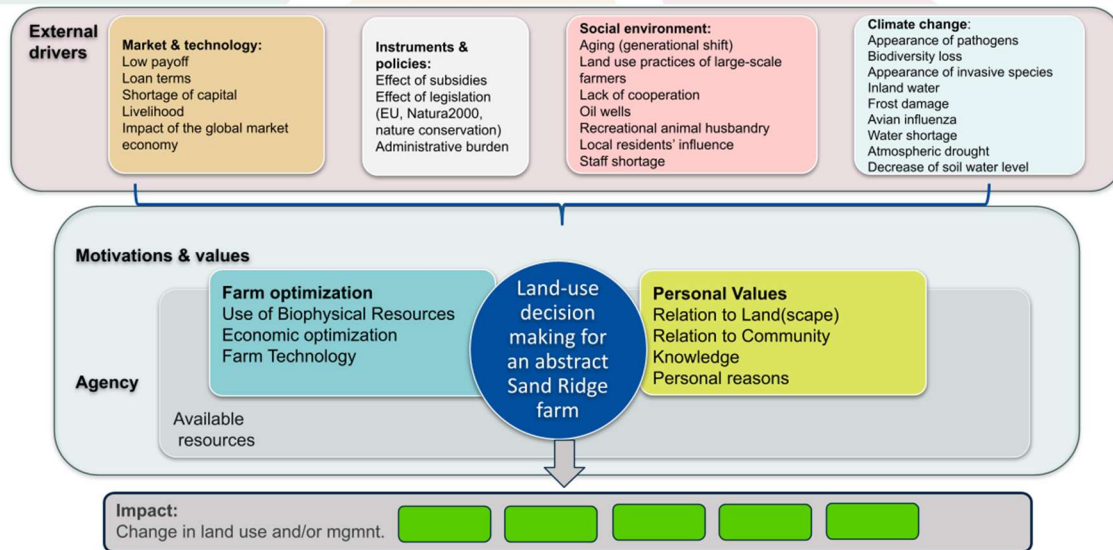 External
drivers
Market & technology:
Low payoff
Loan terms
Shortage of capital
Livelihood
Impact of the global market
economy
Instruments &
policies:
Effect of subsidies
Effect of legislation
(EU, Natura2000,
nature conservation)
Administrative burden
Social environment:
Aging (generational shift)
Land use practices of large-scale
farmers
Lack of cooperation
Oil wells
Recreational animal husbandry
Local residents' influence
Staff shortage
Climate change:
Appearance of pathogens
Biodiversity loss
Appearance of invasive species
Inland water
Frost damage
Avian influenza
Water shortage
Atmospheric drought
Decrease of soil water level
Motivations & values
Farm optimization
Use of Biophysical Resources
Economic optimization
Farm Technology
Land-use
decision
making for
an abstract
Sand Ridge
farm
Personal Values
Relation to Land(scape)
Relation to Community
Knowledge
Personal reasons
Agency
Available
resources
Impact:
Change in land use and/or mgmnt.